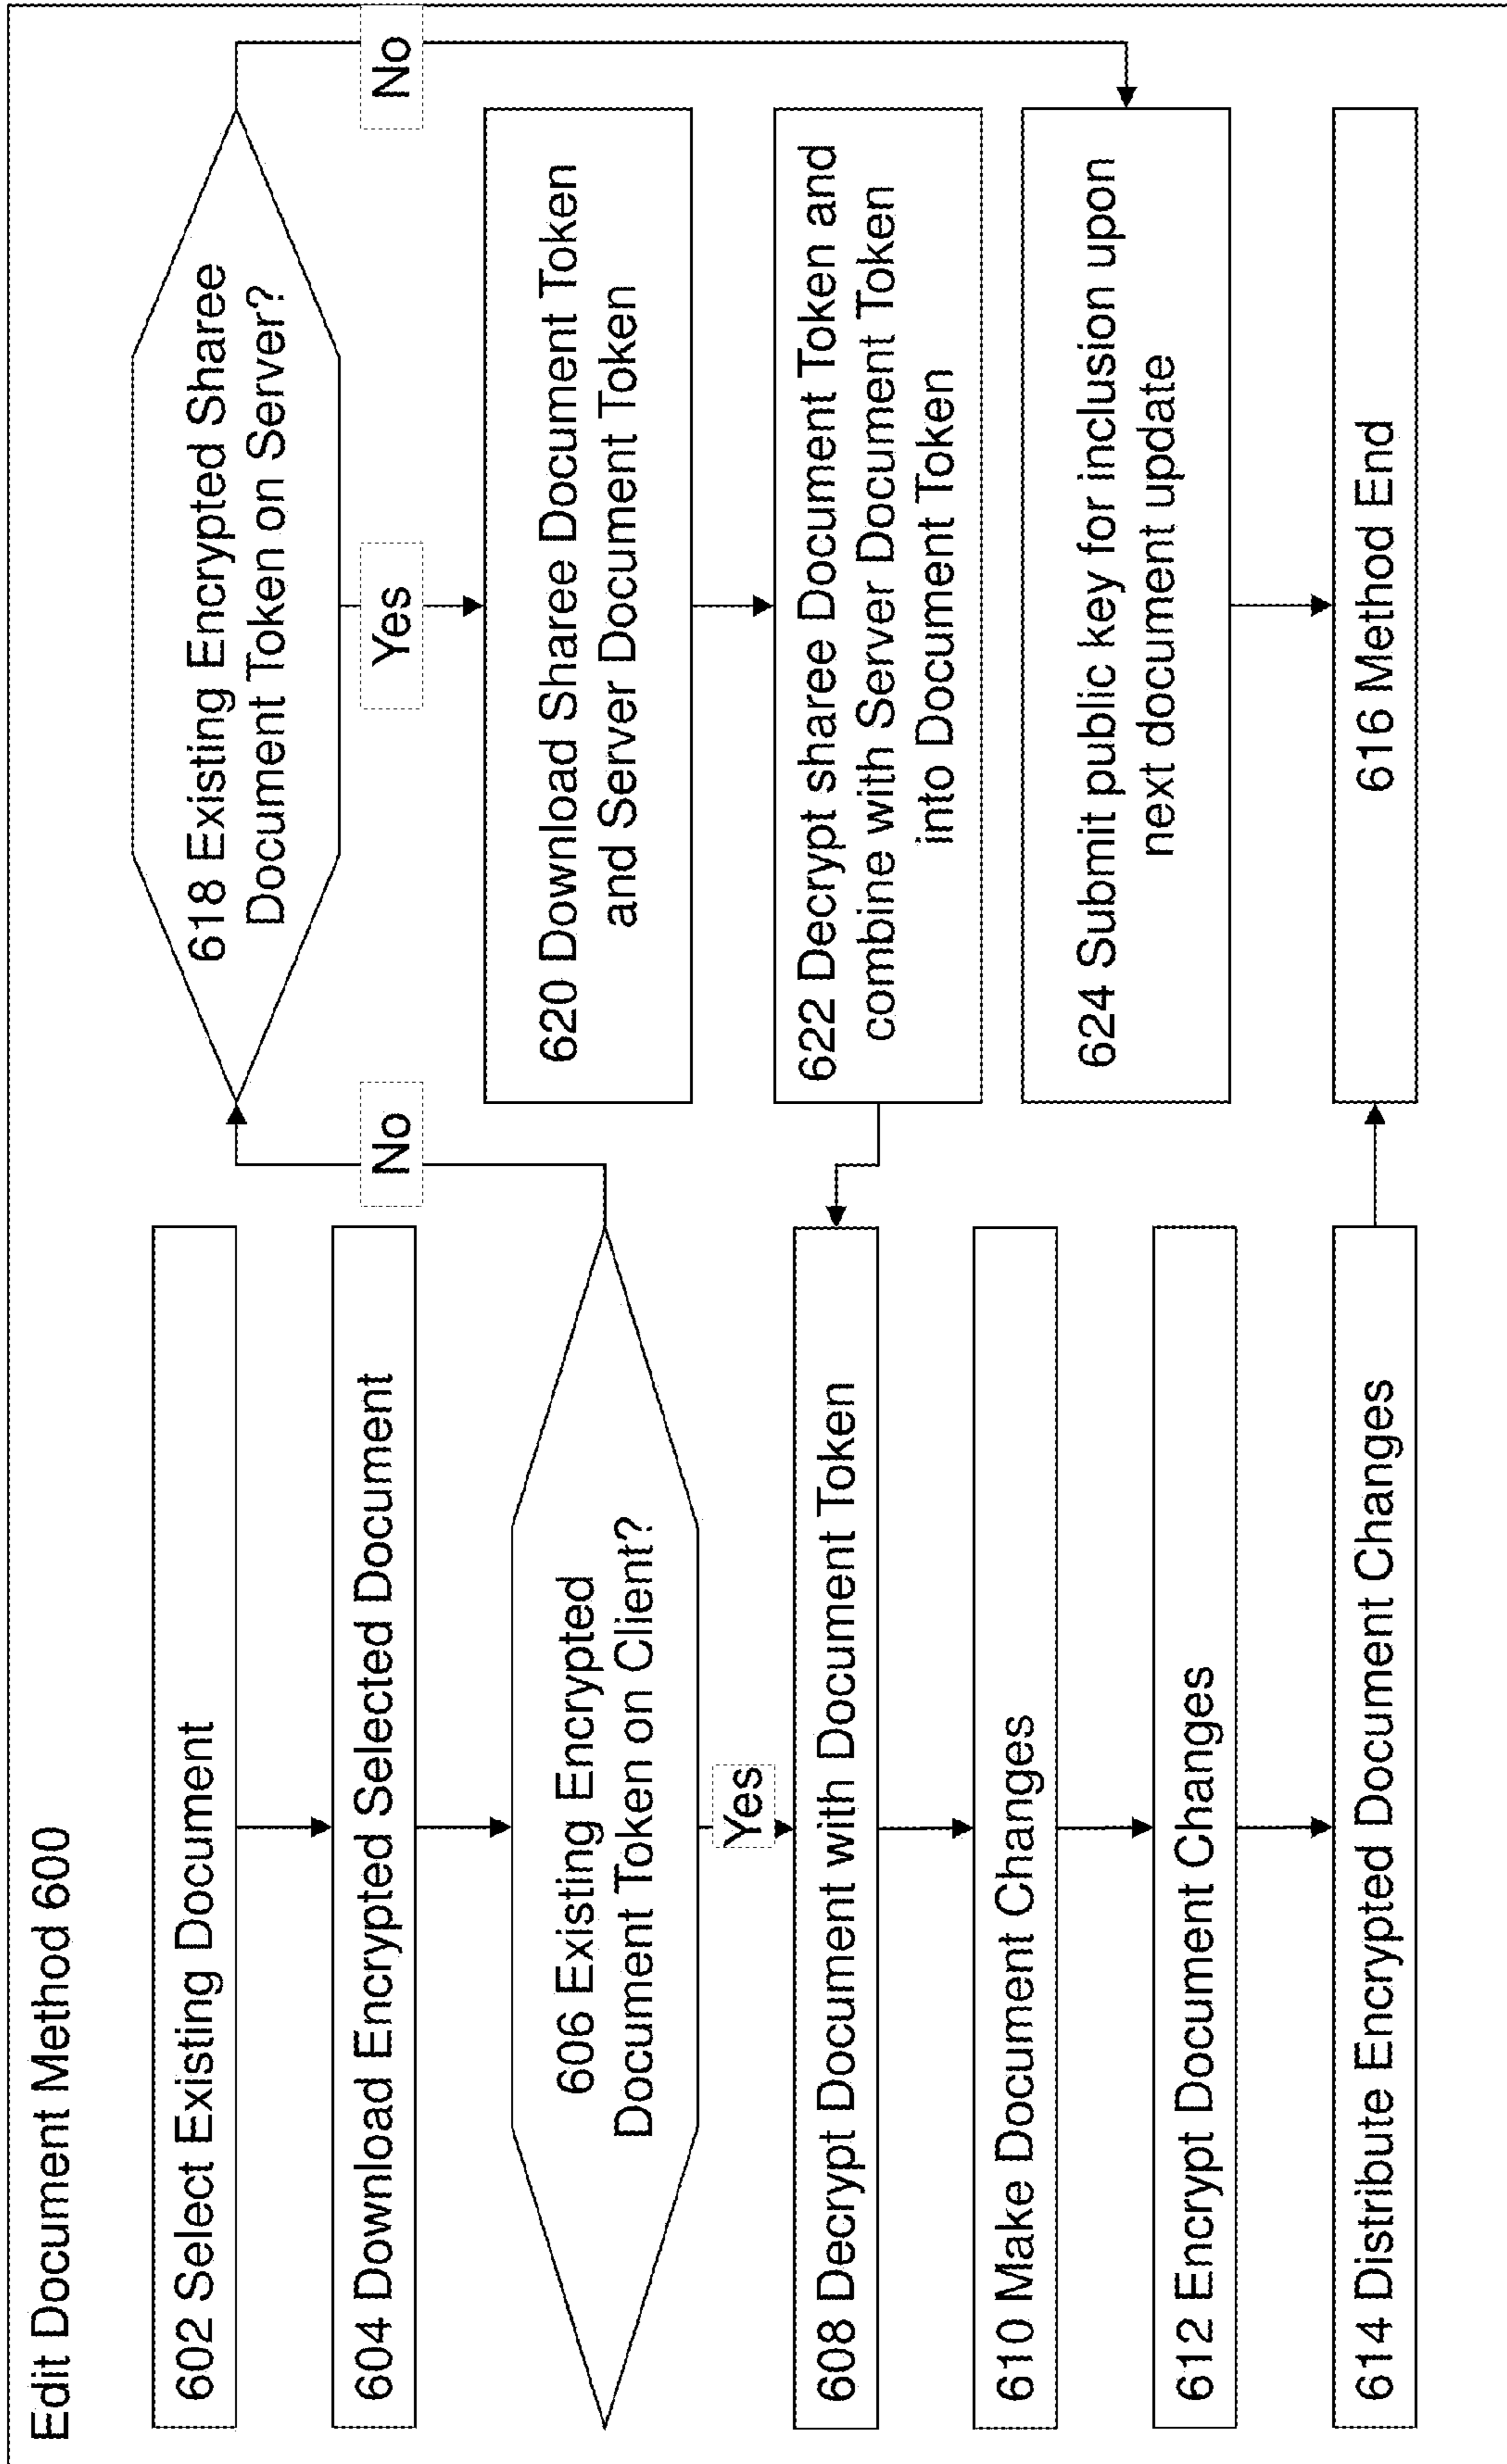 Edit Document Method 600
602 Select Existing Document
604 Download Encrypted Selected Document
606 Existing Encrypted
Document Token on Client?
No
Yes
608 Decrypt Document with Document Token
610 Make Document Changes
612 Encrypt Document Changes
614 Distribute Encrypted Document Changes
618 Existing Encrypted Sharee
Document Token on Server?
No
Yes
620 Download Sharee Document Token
and Server Document Token
622 Decrypt sharee Document Token and
combine with Server Document Token
into Document Token
624 Submit public key for inclusion upon
next document update
616 Method End